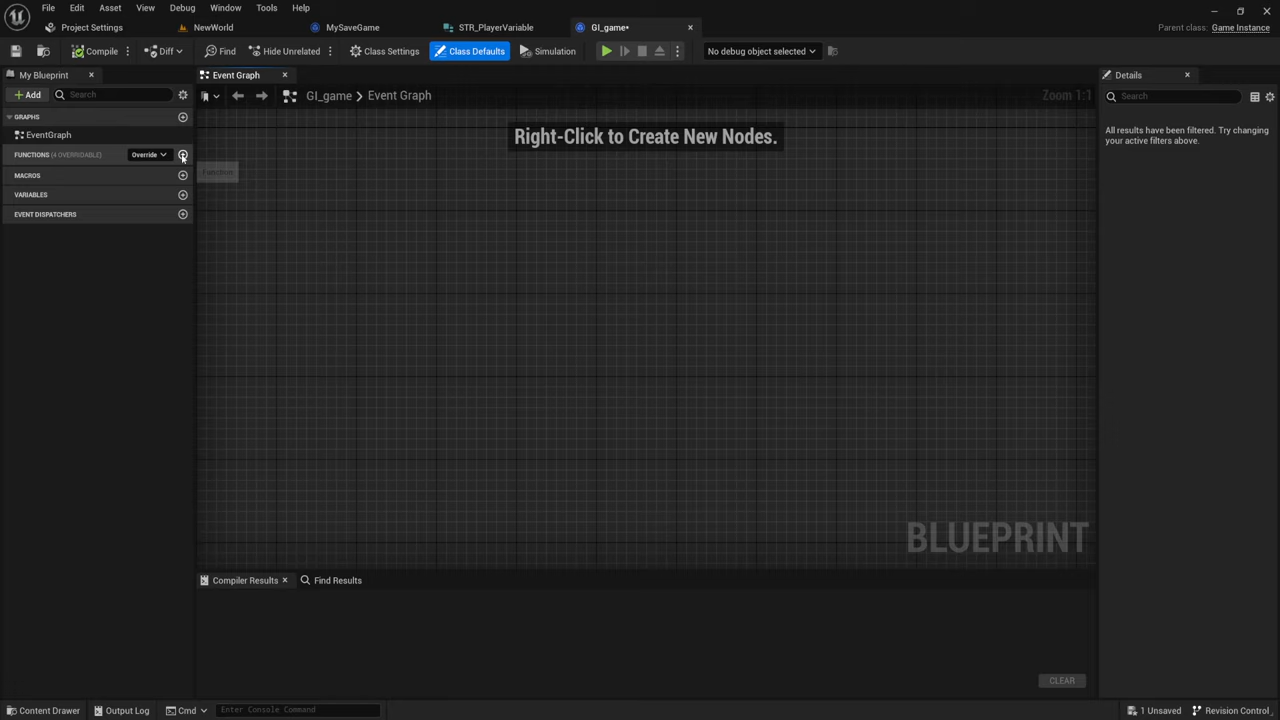 File Edit Asset View Debug Window Tools Help
Parent class: Game Instance
Project Settings NewWorld MySaveGame STR_PlayerVariable GI_game•
Compile Diff Find Hide Unrelated Class Settings Class Defaults Simulation No debug object selected
My Blueprint
Event Graph
Details
Add Search
GI_game > Event Graph
Zoom 1:1
Search
GRAPHS
EventGraph
FUNCTIONS (4 OVERRIDABLE) Override
Function
MACROS
VARIABLES
EVENT DISPATCHERS
Right-Click to Create New Nodes.
All results have been filtered. Try changing
your active filters above.
BLUEPRINT
Compiler Results Find Results
CLEAR
Content Drawer Output Log Cmd Enter Console Command 1 Unsaved Revision Control